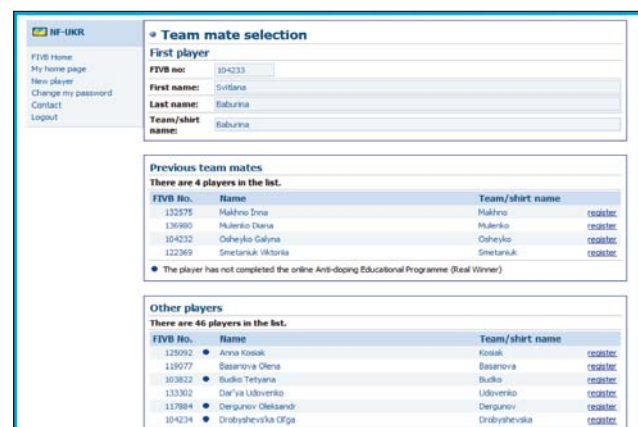 NF-UKR
FIVB Home
My home page
New player
Change my password
Contact
Logout
Team mate selection
First player
FIVB no: 104233
First name: Svitlana
Last name: Baburina
Team/shirt name: Baburina
Previous team mates
There are 4 players in the list.
FIVB No. Name Team/shirt name
132575 Makhno Inna Makhno register
136980 Mulenko Diana Mulenko register
104232 Osheyko Galyna Osheyko register
122369 Smetaniuk Viktoriia Smetaniuk register
The player has not completed the online Anti-doping Educational Programme (Real Winner)
Other players
There are 46 players in the list.
FIVB No. Name Team/shirt name
125092 Anna Kosiak Kosiak register
119077 Basanova Olena Basanova register
103822 Budko Tetyana Budko register
133302 Dar'ya Udovenko Udovenko register
117884 Dergunov Oleksandr Dergunov register
104234 Drobyshevs'ka Ol'ga Drobyshevska register